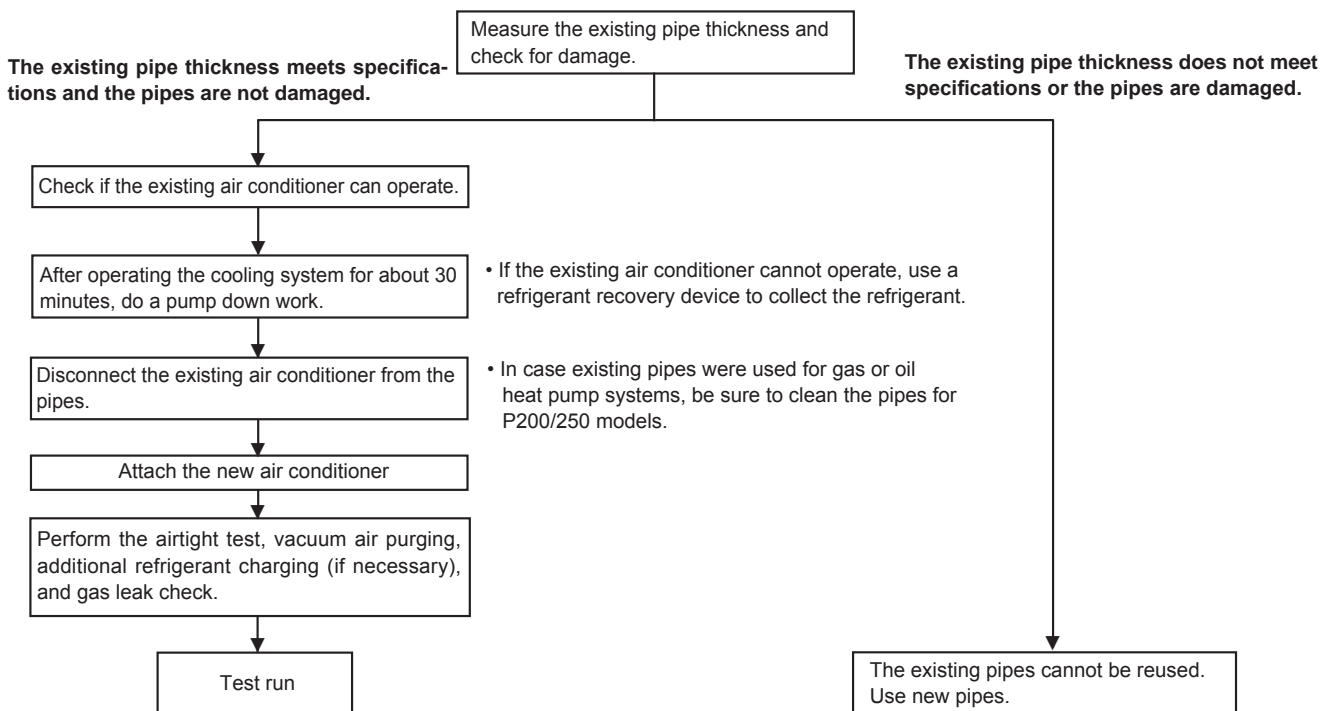 Measure the existing pipe thickness and
check for damage.
The existing pipe thickness meets specifica-
tions and the pipes are not damaged.
The existing pipe thickness does not meet
specifications or the pipes are damaged.
Check if the existing air conditioner can operate.
After operating the cooling system for about 30
minutes, do a pump down work.
• If the existing air conditioner cannot operate, use a
refrigerant recovery device to collect the refrigerant.
Disconnect the existing air conditioner from the
pipes.
• In case existing pipes were used for gas or oil
heat pump systems, be sure to clean the pipes for
P200/250 models.
Attach the new air conditioner
Perform the airtight test, vacuum air purging,
additional refrigerant charging (if necessary),
and gas leak check.
Test run
The existing pipes cannot be reused.
Use new pipes.